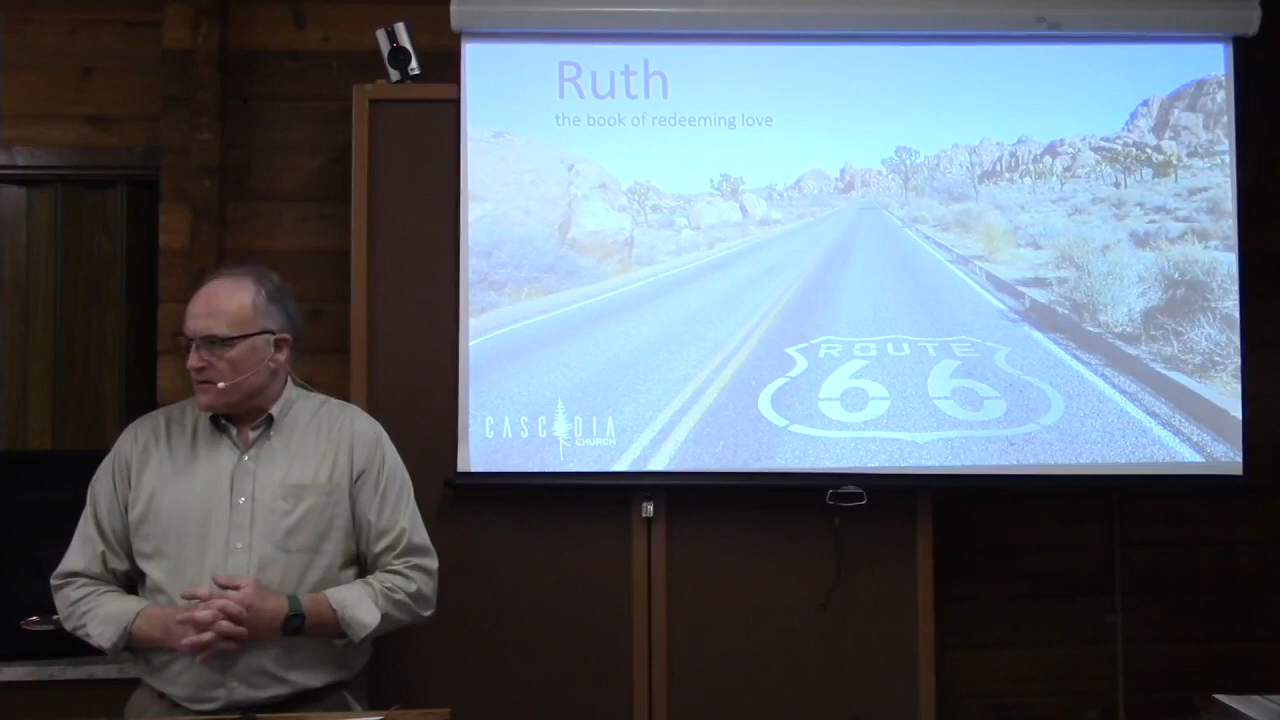 Ruth
the book of redeeming love
ROUTE
66
CASCADIA
CHURCH